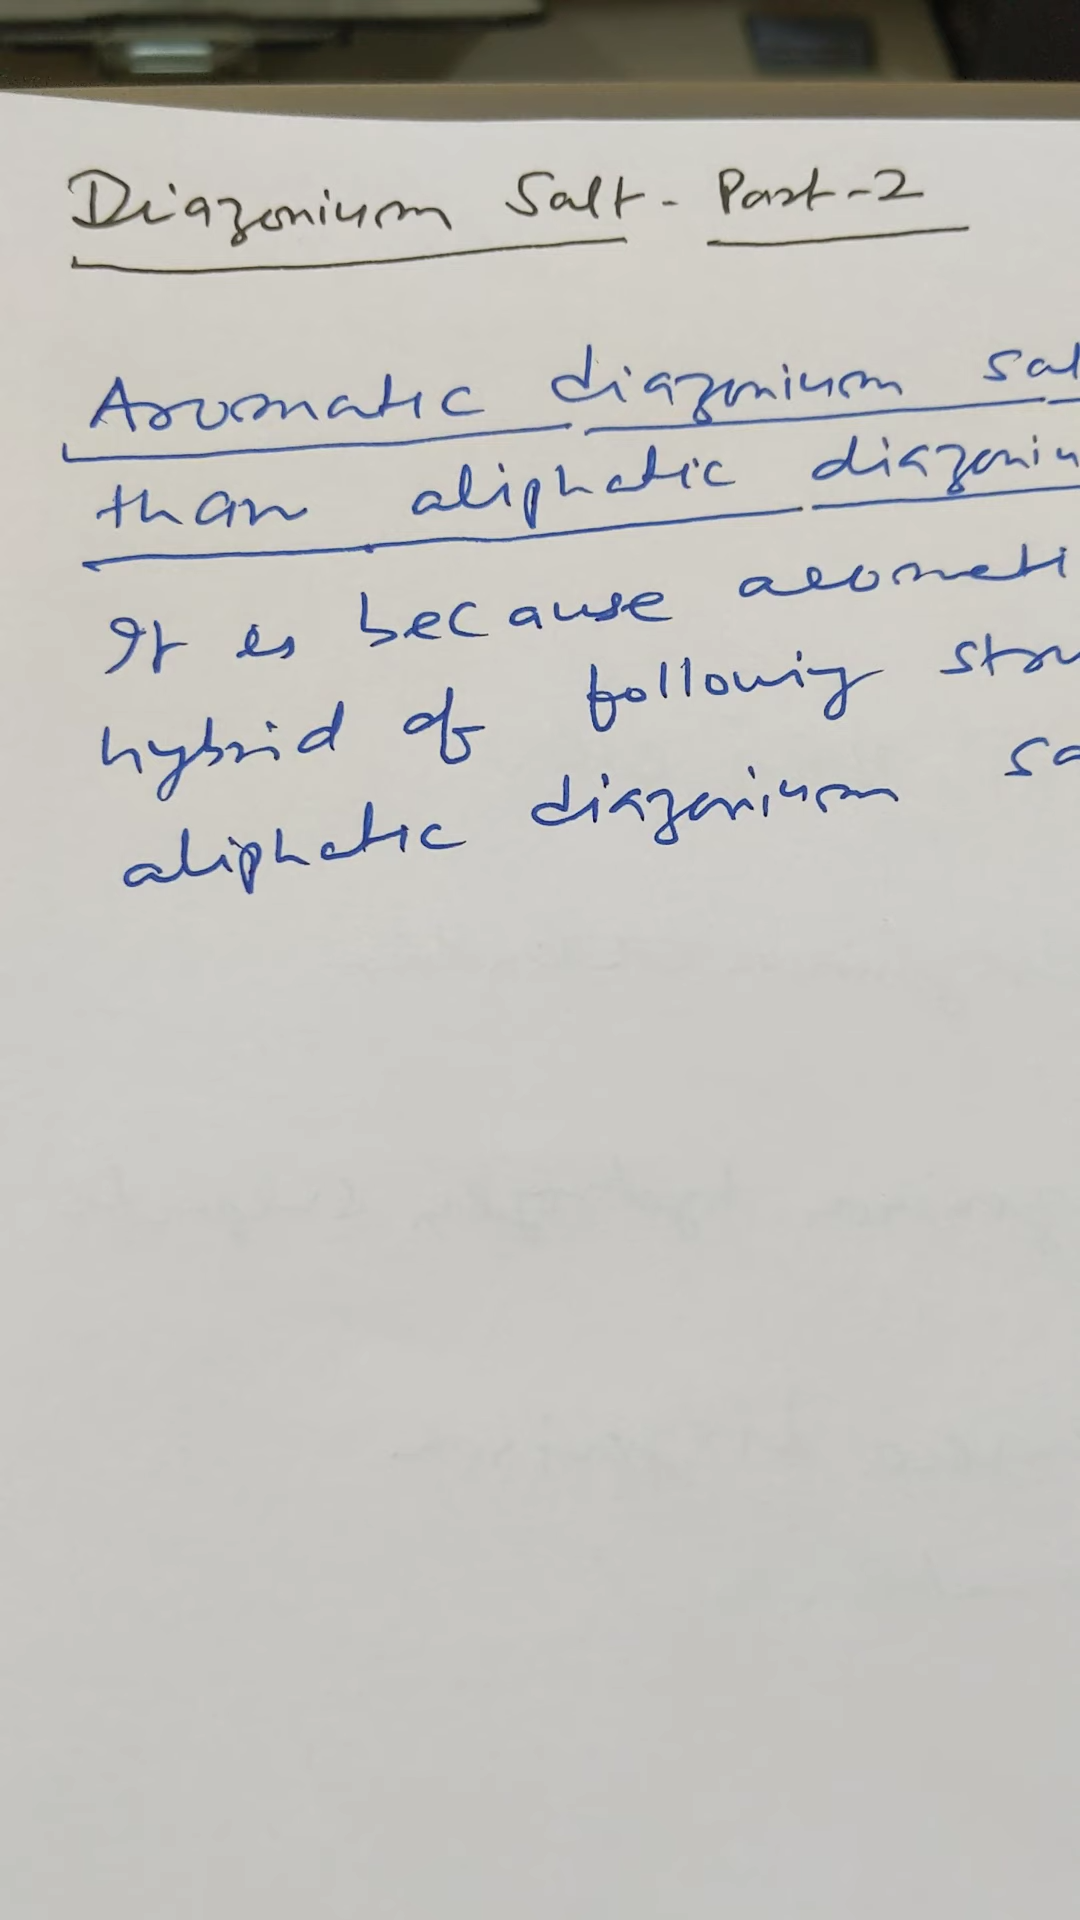 Diazonium Salt - Part-2
Aromatic diazonium sal
than aliphatic diazoniu
It is because aromati
hybrid of following stru
aliphatic diazonium sa